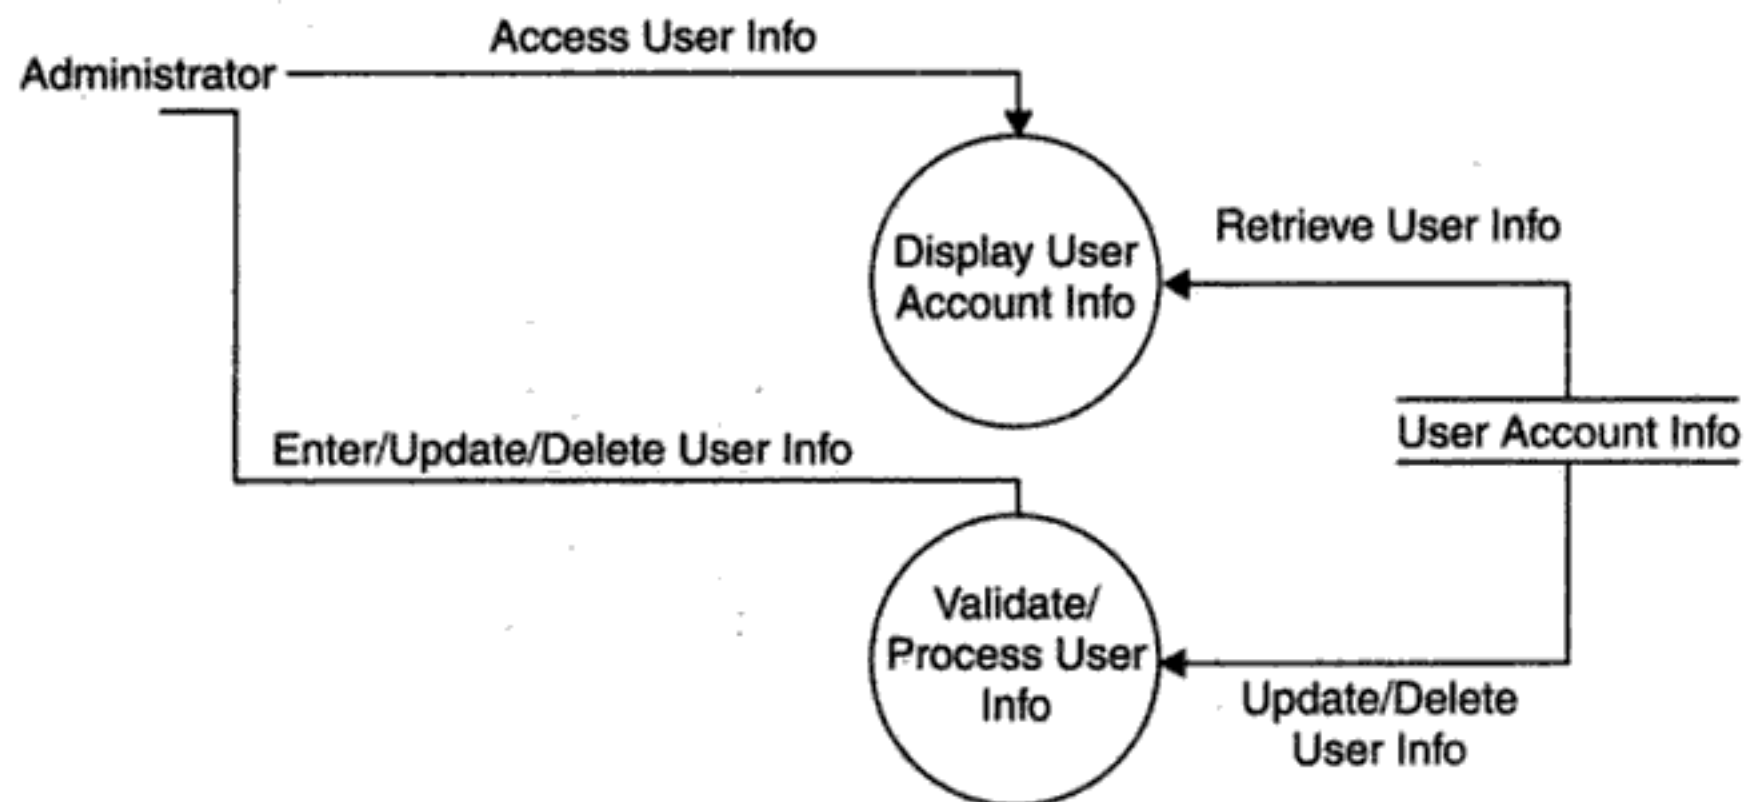 Access User Info
Administrator
Retrieve User Info
Display User
Account Info
User Account Info
Enter/Update/Delete User Info
Validate/
Process User
Info
Update/Delete
User Info